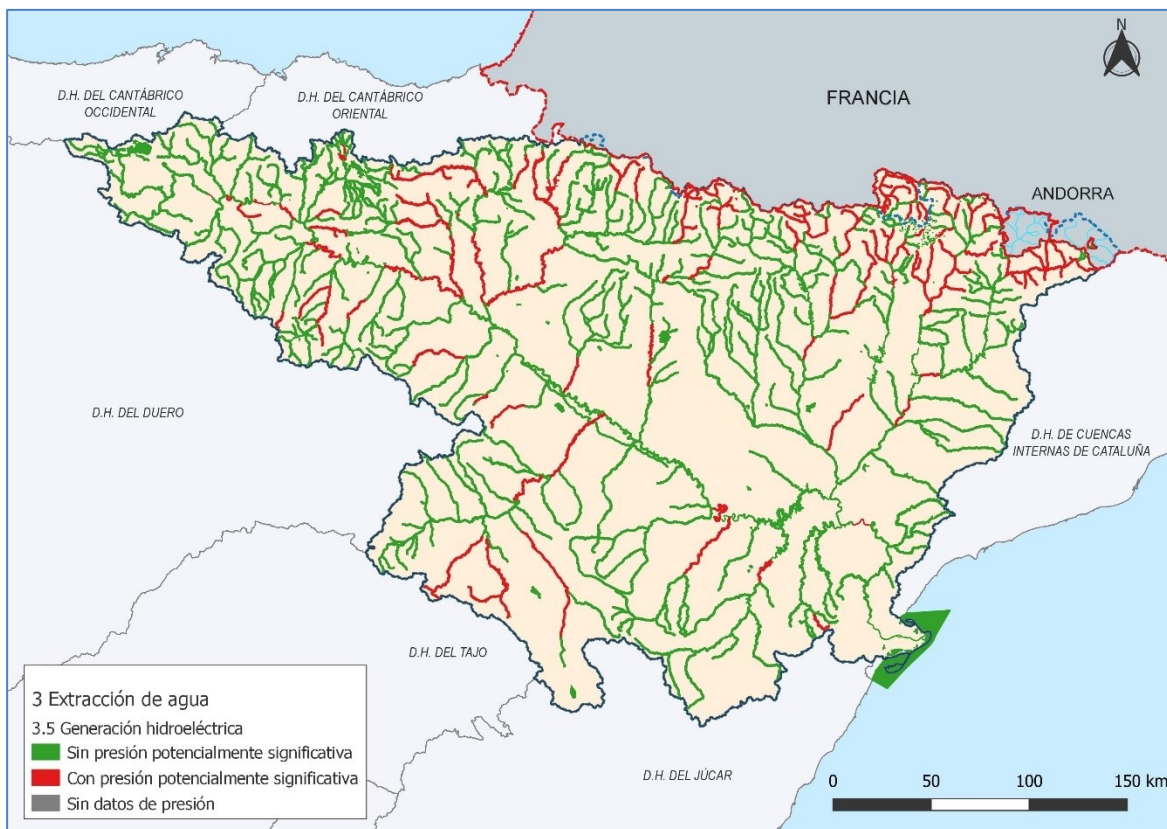 N
D.H. DEL CANTÁBRICO
OCCIDENTAL
D.H. DEL CANTÁBRICO
ORIENTAL
FRANCIA
ANDORRA
D.H. DEL DUERO
D.H. DE CUENCAS
INTERNAS DE CATALUÑA
D.H. DEL TAJO
D.H. DEL JÚCAR
3 Extracción de agua
3.5 Generación hidroeléctrica
Sin presión potencialmente significativa
Con presión potencialmente significativa
Sin datos de presión
0 50 100 150 km